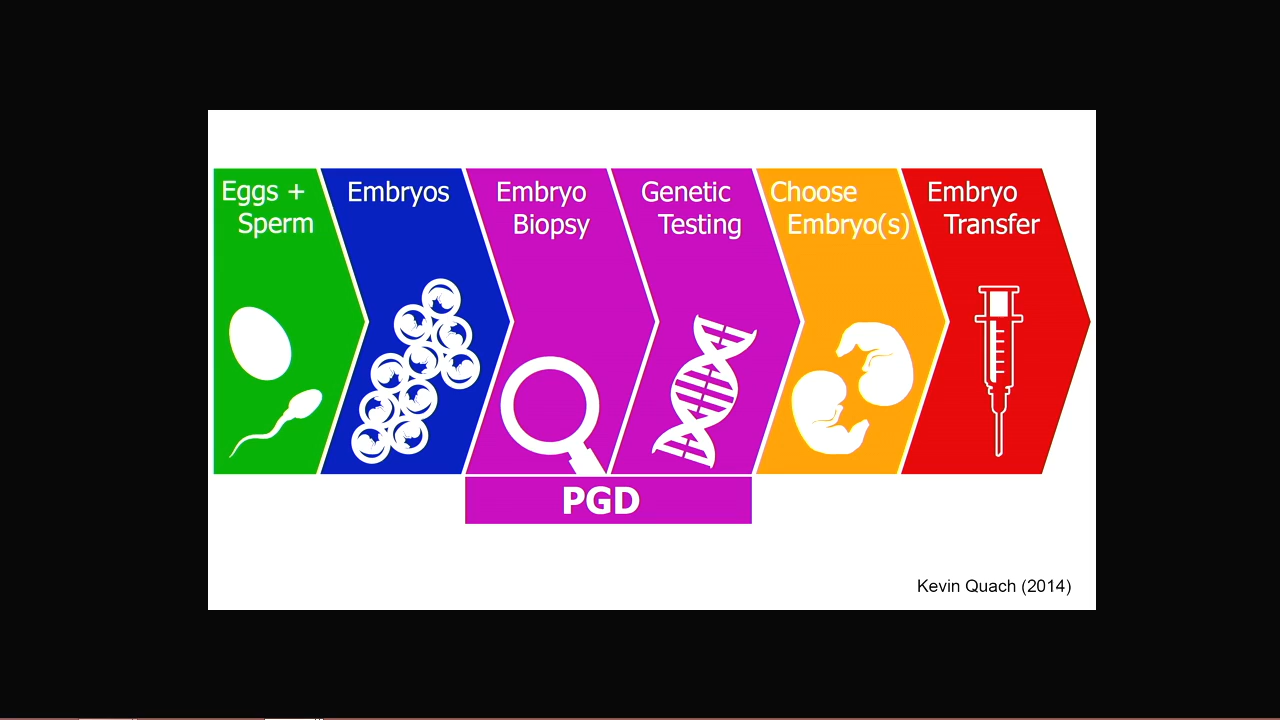 Eggs +
Sperm
Embryos
Embryo
Biopsy
Genetic
Testing
Choose
Embryo(s)
Embryo
Transfer
PGD
Kevin Quach (2014)